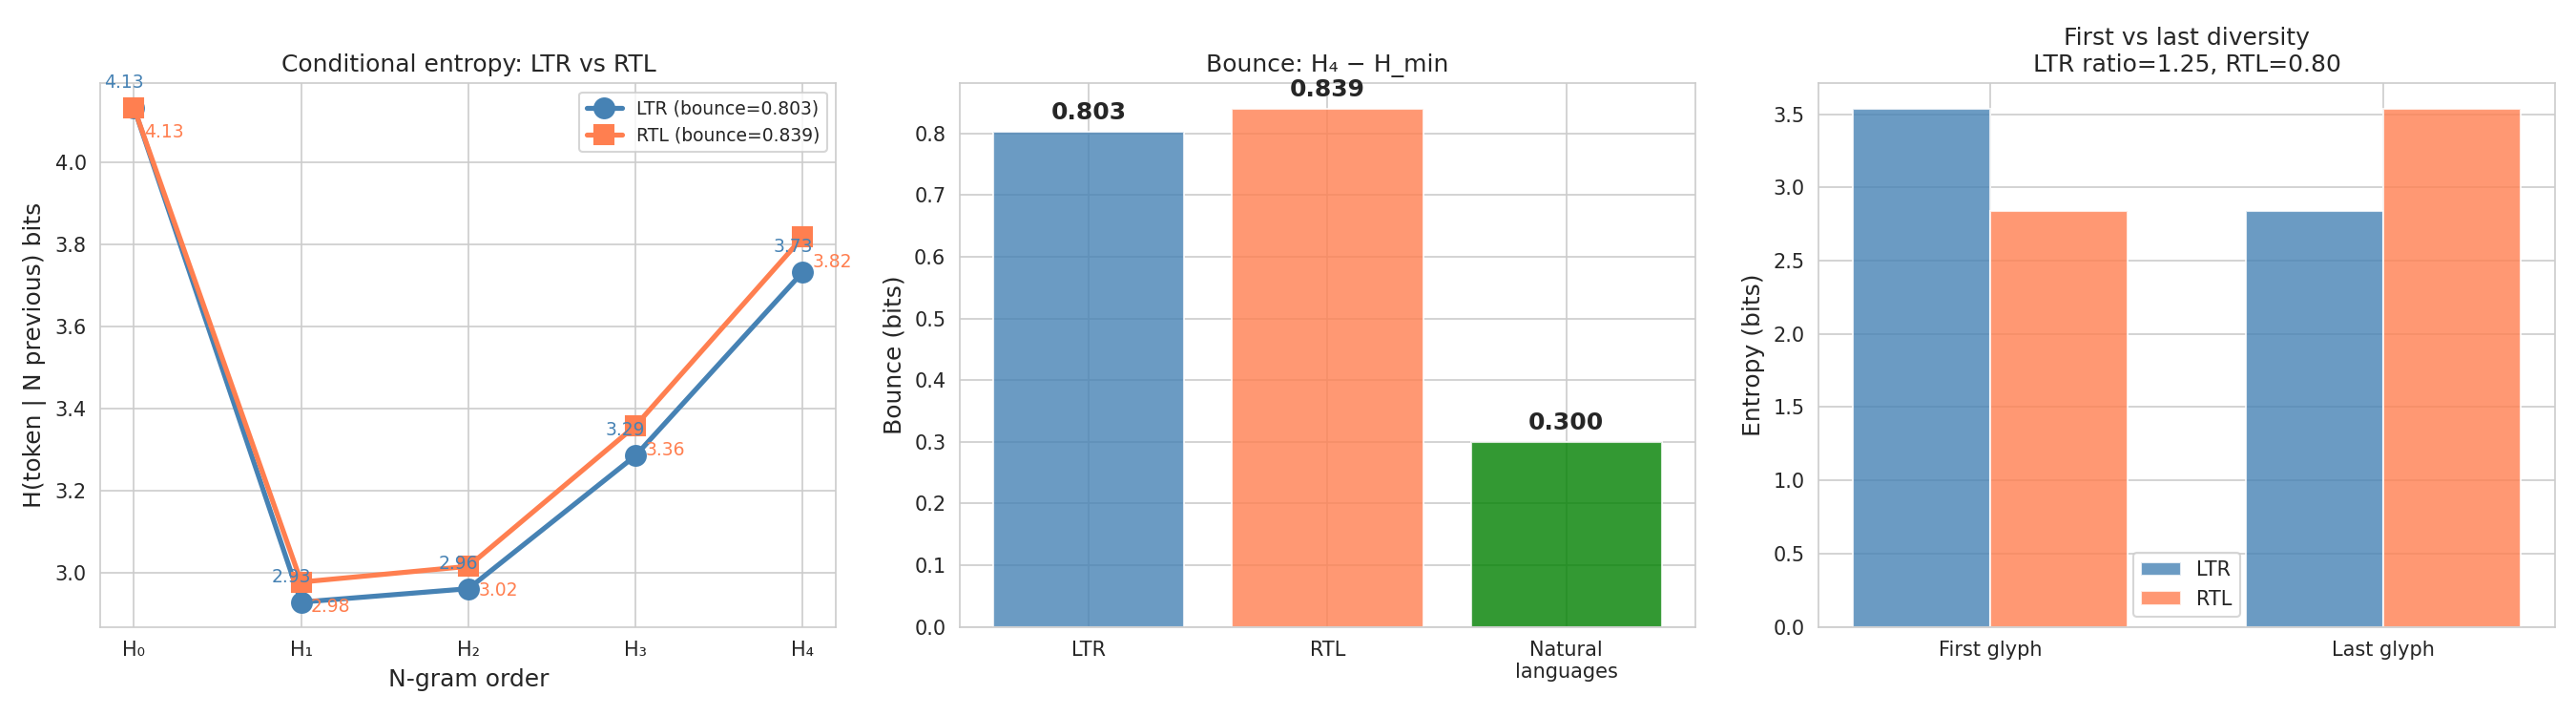 Conditional entropy: LTR vs RTL
H(token | N previous) bits
4.0
3.8
3.6
3.4
3.2
3.0
4.13
4.13
2.93
2.98
2.96
3.02
3.29
3.36
3.73
3.82
LTR (bounce=0.803)
RTL (bounce=0.839)
H₀ H₁ H₂ H₃ H₄
N-gram order
Bounce: H₄ − H_min
Bounce (bits)
0.8
0.7
0.6
0.5
0.4
0.3
0.2
0.1
0.0
0.803
0.839
0.300
LTR RTL Natural
languages
First vs last diversity
LTR ratio=1.25, RTL=0.80
Entropy (bits)
3.5
3.0
2.5
2.0
1.5
1.0
0.5
0.0
LTR
RTL
First glyph Last glyph